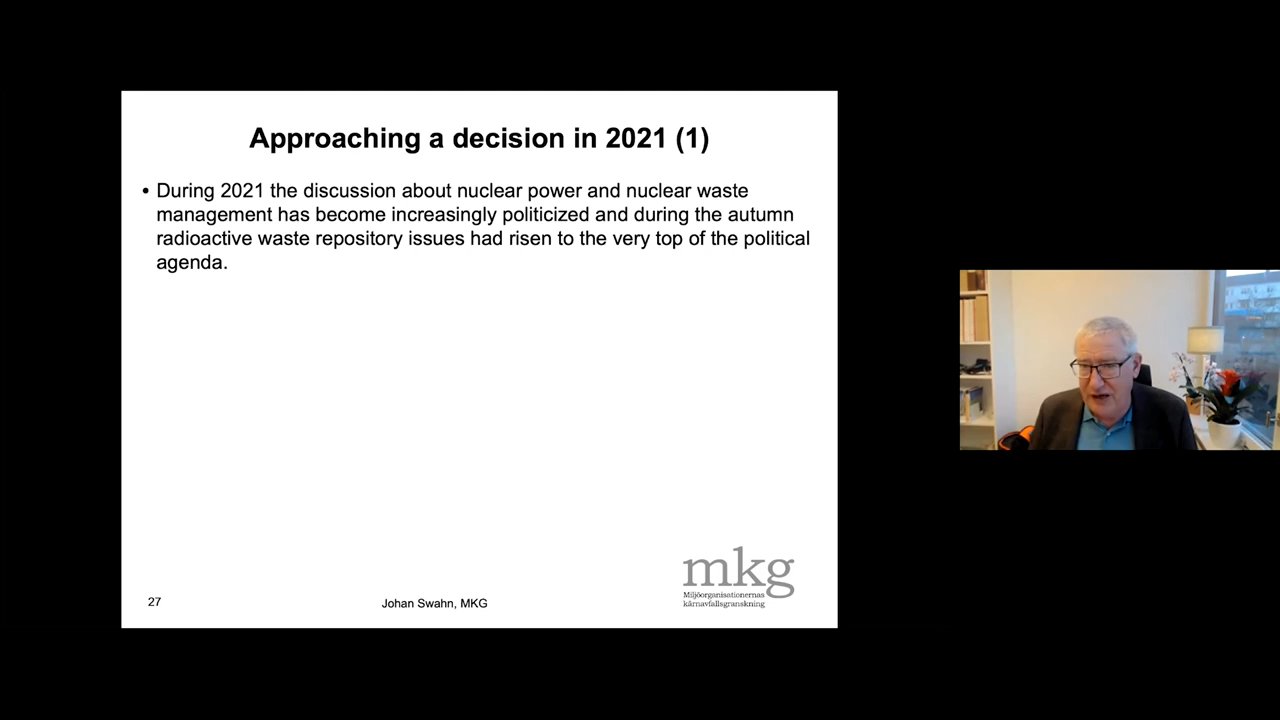 Approaching a decision in 2021 (1)
• During 2021 the discussion about nuclear power and nuclear waste
management has become increasingly politicized and during the autumn
radioactive waste repository issues had risen to the very top of the political
agenda.
27
Johan Swahn, MKG
mkg
Miljöorganisationernas
kärnavfallsgranskning